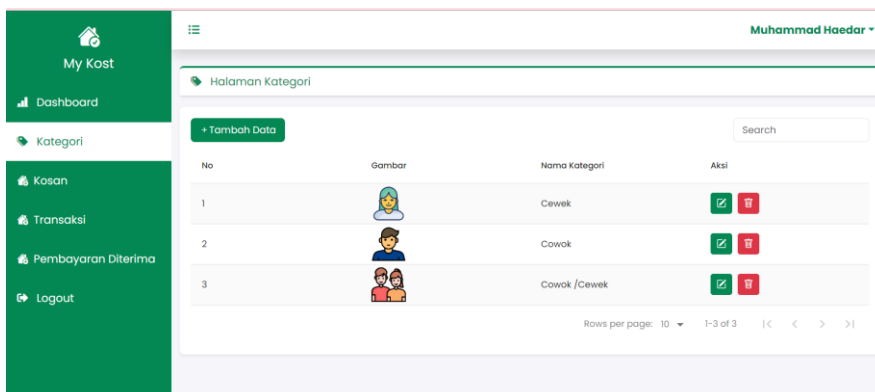 My Kost
Dashboard
Kategori
Kosan
Transaksi
Pembayaran Diterima
Logout
Muhammad Haedar
Halaman Kategori
+ Tambah Data
Search
No Gambar Nama Kategori Aksi
1 Cewek
2 Cowok
3 Cowok /Cewek
Rows per page: 10 1-3 of 3